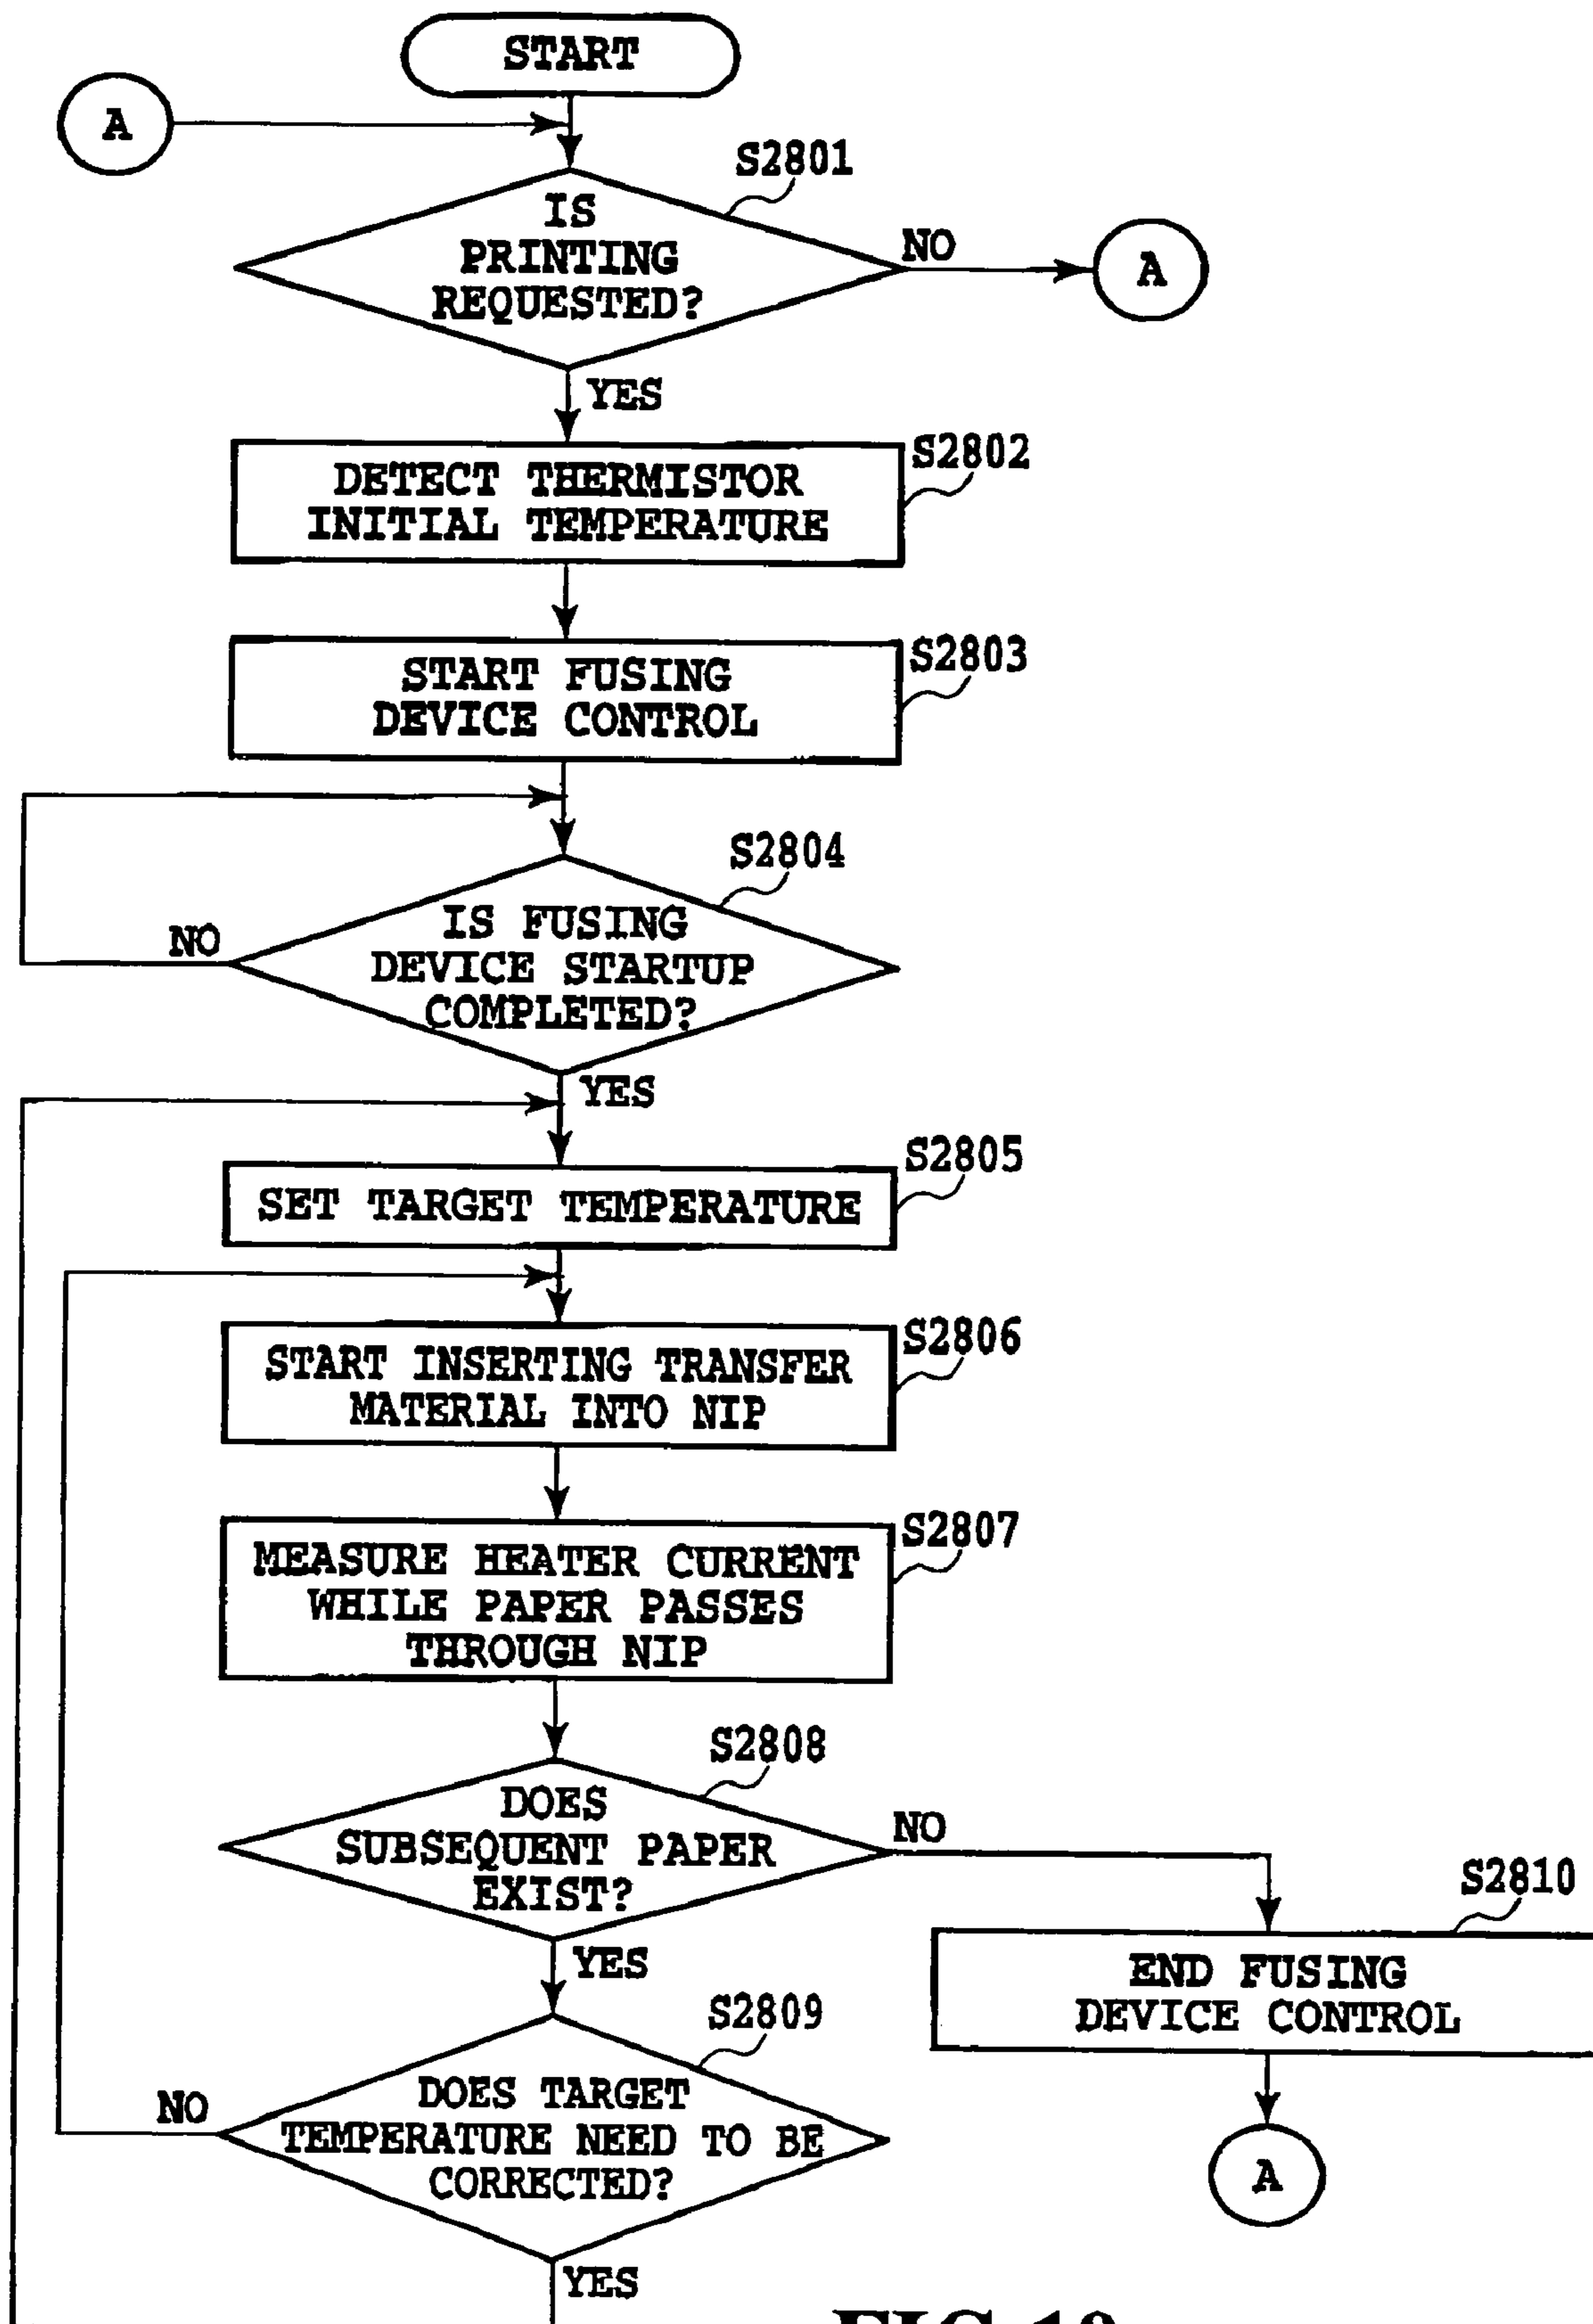 START
A
S2801
IS
PRINTING
REQUESTED?
NO
A
YES
S2802
DETECT THERMISTOR
INITIAL TEMPERATURE
S2803
START FUSING
DEVICE CONTROL
S2804
IS FUSING
DEVICE STARTUP
COMPLETED?
NO
YES
S2805
SET TARGET TEMPERATURE
S2806
START INSERTING TRANSFER
MATERIAL INTO NIP
S2807
MEASURE HEATER CURRENT
WHILE PAPER PASSES
THROUGH NIP
S2808
DOES
SUBSEQUENT PAPER
EXIST?
NO
S2810
END FUSING
DEVICE CONTROL
A
YES
S2809
DOES TARGET
TEMPERATURE NEED TO BE
CORRECTED?
NO
YES